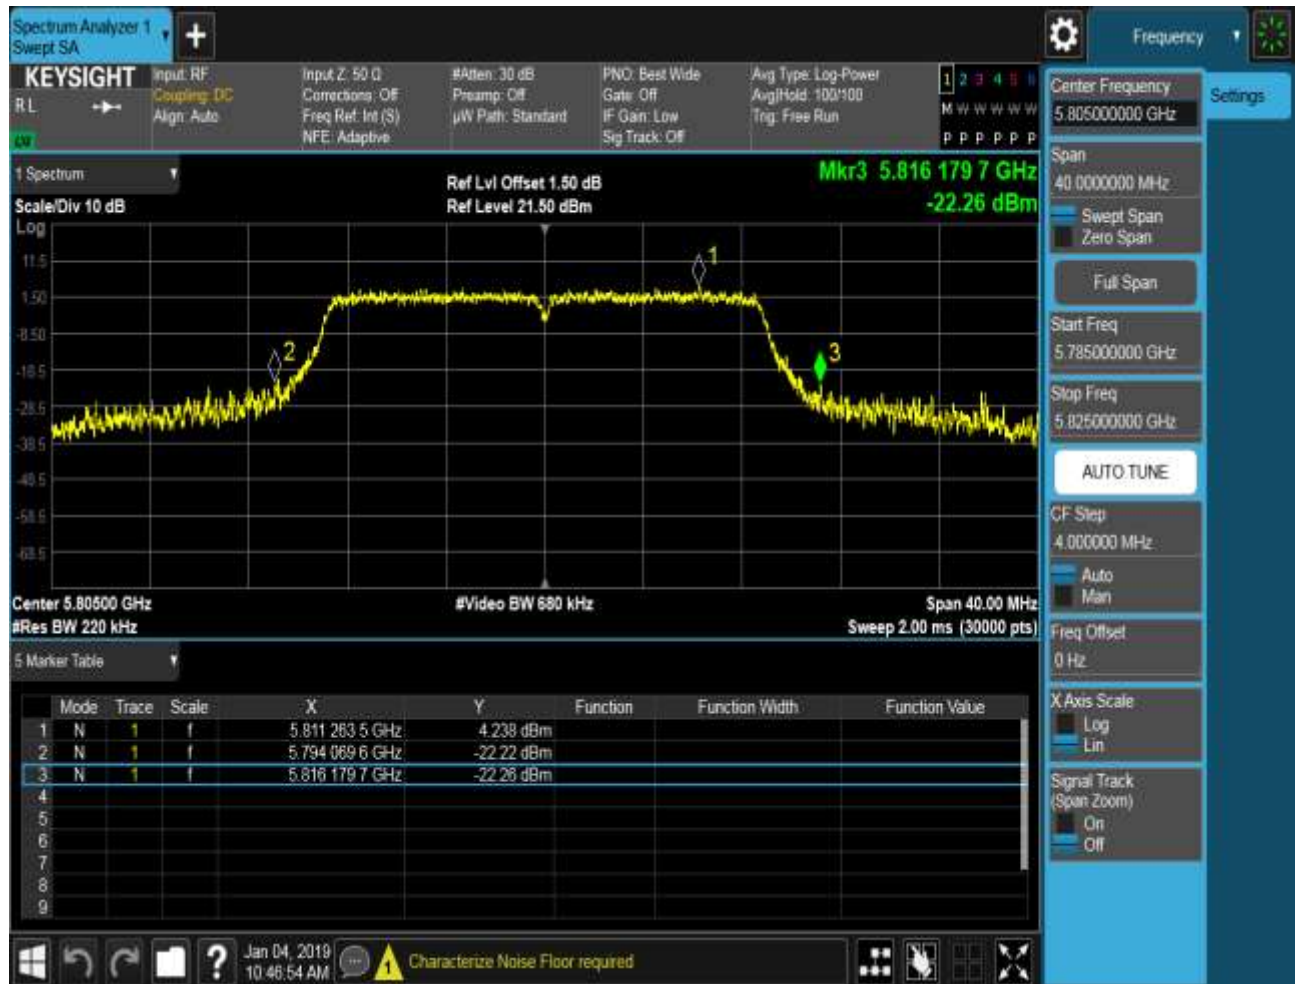 Spectrum Analyzer 1
Swept SA
Frequency
KEYSIGHT
R L
Input: RF
Coupling: DC
Align: Auto
Input Z: 50 Ω
Corrections: Off
Freq Ref: Int (S)
NFE: Adaptive
#Atten: 30 dB
Preamp: Off
µW Path: Standard
PNO: Best Wide
Gate: Off
IF Gain: Low
Sig Track: Off
Avg Type: Log-Power
Avg|Hold: 100/100
Trig: Free Run
1 2 3 4 5 6
M W W W W W
P P P P P P
1 Spectrum
Scale/Div 10 dB
Ref Lvl Offset 1.50 dB
Ref Level 21.50 dBm
Mkr3 5.816 179 7 GHz
-22.26 dBm
Log
11.5
1.50
-8.50
-18.5
-28.5
-38.5
-48.5
-58.5
-68.5
1
2
3
Center 5.80500 GHz
#Res BW 220 kHz
#Video BW 680 kHz
Span 40.00 MHz
Sweep 2.00 ms (30000 pts)
5 Marker Table
Mode Trace Scale X Y Function Function Width Function Value
1 N 1 f 5.811 263 5 GHz 4.238 dBm
2 N 1 f 5.794 069 6 GHz -22.22 dBm
3 N 1 f 5.816 179 7 GHz -22.26 dBm
4
5
6
7
8
9
Jan 04, 2019
10:46:54 AM
Characterize Noise Floor required
Settings
Center Frequency
5.805000000 GHz
Span
40.0000000 MHz
Swept Span
Zero Span
Full Span
Start Freq
5.785000000 GHz
Stop Freq
5.825000000 GHz
AUTO TUNE
CF Step
4.000000 MHz
Auto
Man
Freq Offset
0 Hz
X Axis Scale
Log
Lin
Signal Track
(Span Zoom)
On
Off